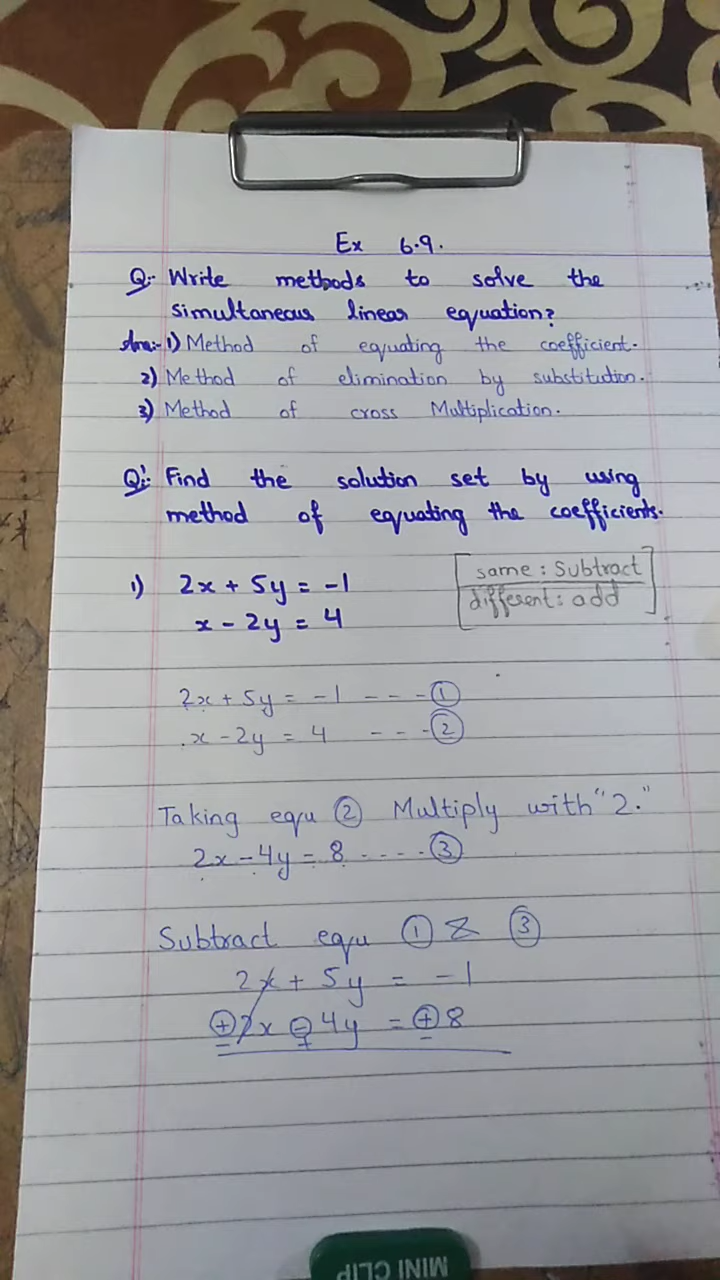 Ex 6.9.
Q:- Write methods to solve the
simultaneous linear equation?
Ans:- 1) Method of equating the coefficient.
2) Method of elimination by substitution.
3) Method of cross Multiplication.
Q1:- Find the solution set by using
method of equating the coefficients.
1) 2x + 5y = -1
x - 2y = 4
same : Subtract
different : add
2x + 5y = -1 - - - ①
x - 2y = 4 - - - ②
Taking equ ② Multiply with "2."
2x - 4y = 8 - - - - ③
Subtract equ ① & ③
2x + 5y = -1
⊕2x ⊖ 4y = ⊕ 8
- + -
MINI CLIP